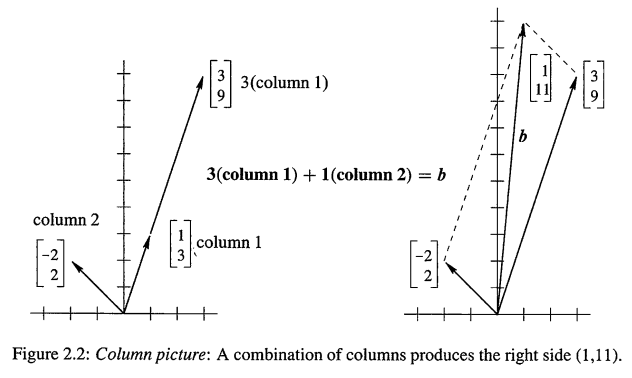 [3 9] 3(column 1)
3(column 1) + 1(column 2) = b
column 2
[-2 2]
[1 3] column 1
[1 11]
[3 9]
b
[-2 2]
Figure 2.2: Column picture: A combination of columns produces the right side (1,11).